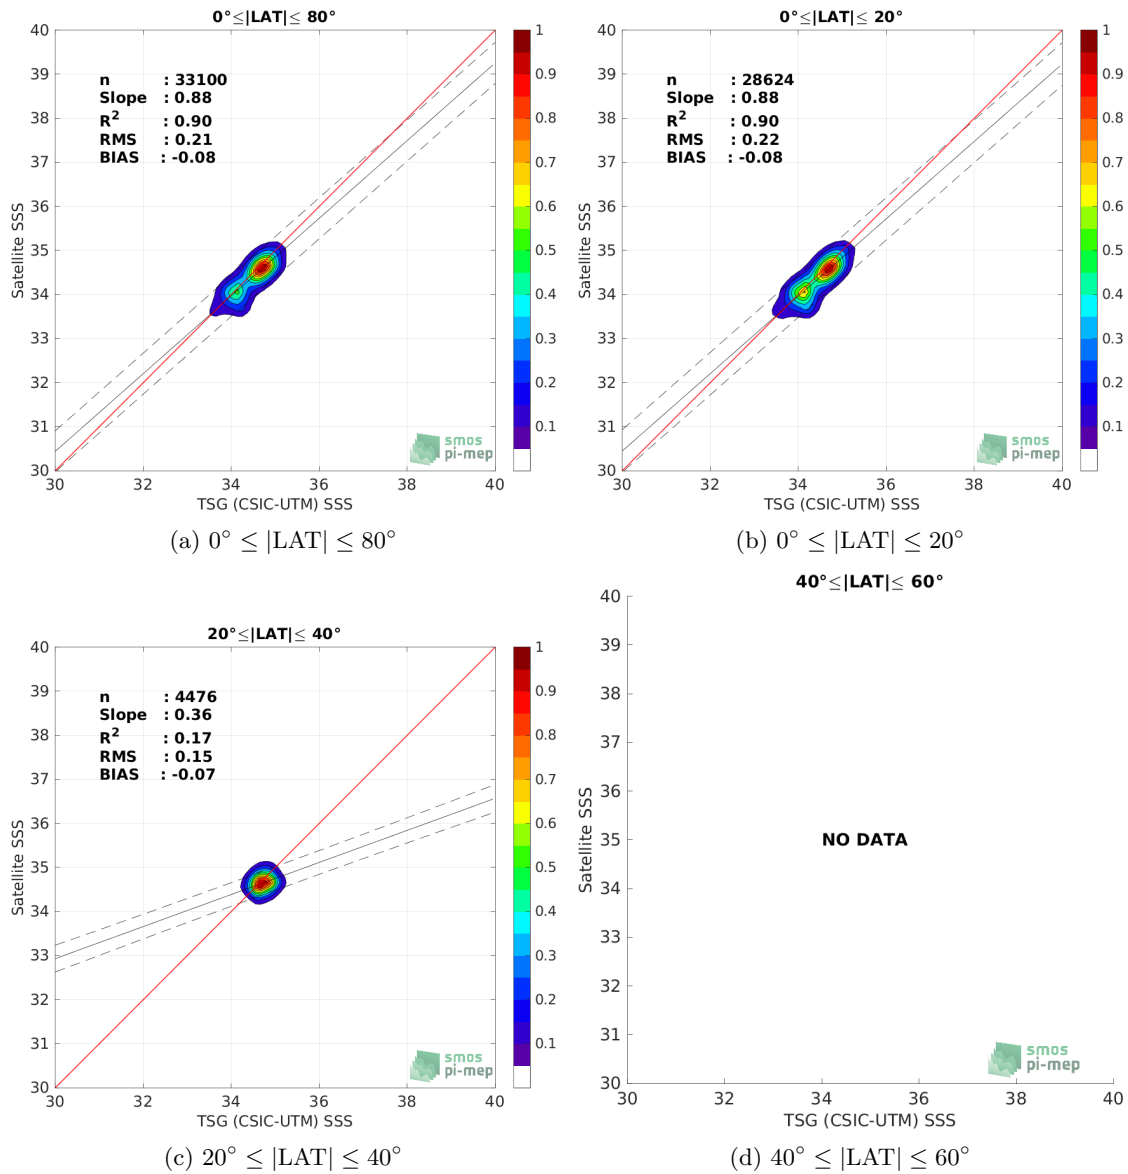 0°≤|LAT|≤ 80°
40
39
38
37
36
35
34
33
32
31
30
Satellite SSS
n : 33100
Slope : 0.88
R2 : 0.90
RMS : 0.21
BIAS : -0.08
smos
pi-mep
30 32 34 36 38 40
TSG (CSIC-UTM) SSS
1
0.9
0.8
0.7
0.6
0.5
0.4
0.3
0.2
0.1
(a) 0° ≤ |LAT| ≤ 80°
0°≤|LAT|≤ 20°
40
39
38
37
36
35
34
33
32
31
30
Satellite SSS
n : 28624
Slope : 0.88
R2 : 0.90
RMS : 0.22
BIAS : -0.08
smos
pi-mep
30 32 34 36 38 40
TSG (CSIC-UTM) SSS
1
0.9
0.8
0.7
0.6
0.5
0.4
0.3
0.2
0.1
(b) 0° ≤ |LAT| ≤ 20°
20°≤|LAT|≤ 40°
40
39
38
37
36
35
34
33
32
31
30
Satellite SSS
n : 4476
Slope : 0.36
R2 : 0.17
RMS : 0.15
BIAS : -0.07
smos
pi-mep
30 32 34 36 38 40
TSG (CSIC-UTM) SSS
1
0.9
0.8
0.7
0.6
0.5
0.4
0.3
0.2
0.1
(c) 20° ≤ |LAT| ≤ 40°
40°≤|LAT|≤ 60°
40
39
38
37
36
35
34
33
32
31
30
Satellite SSS
NO DATA
smos
pi-mep
30 32 34 36 38 40
TSG (CSIC-UTM) SSS
(d) 40° ≤ |LAT| ≤ 60°